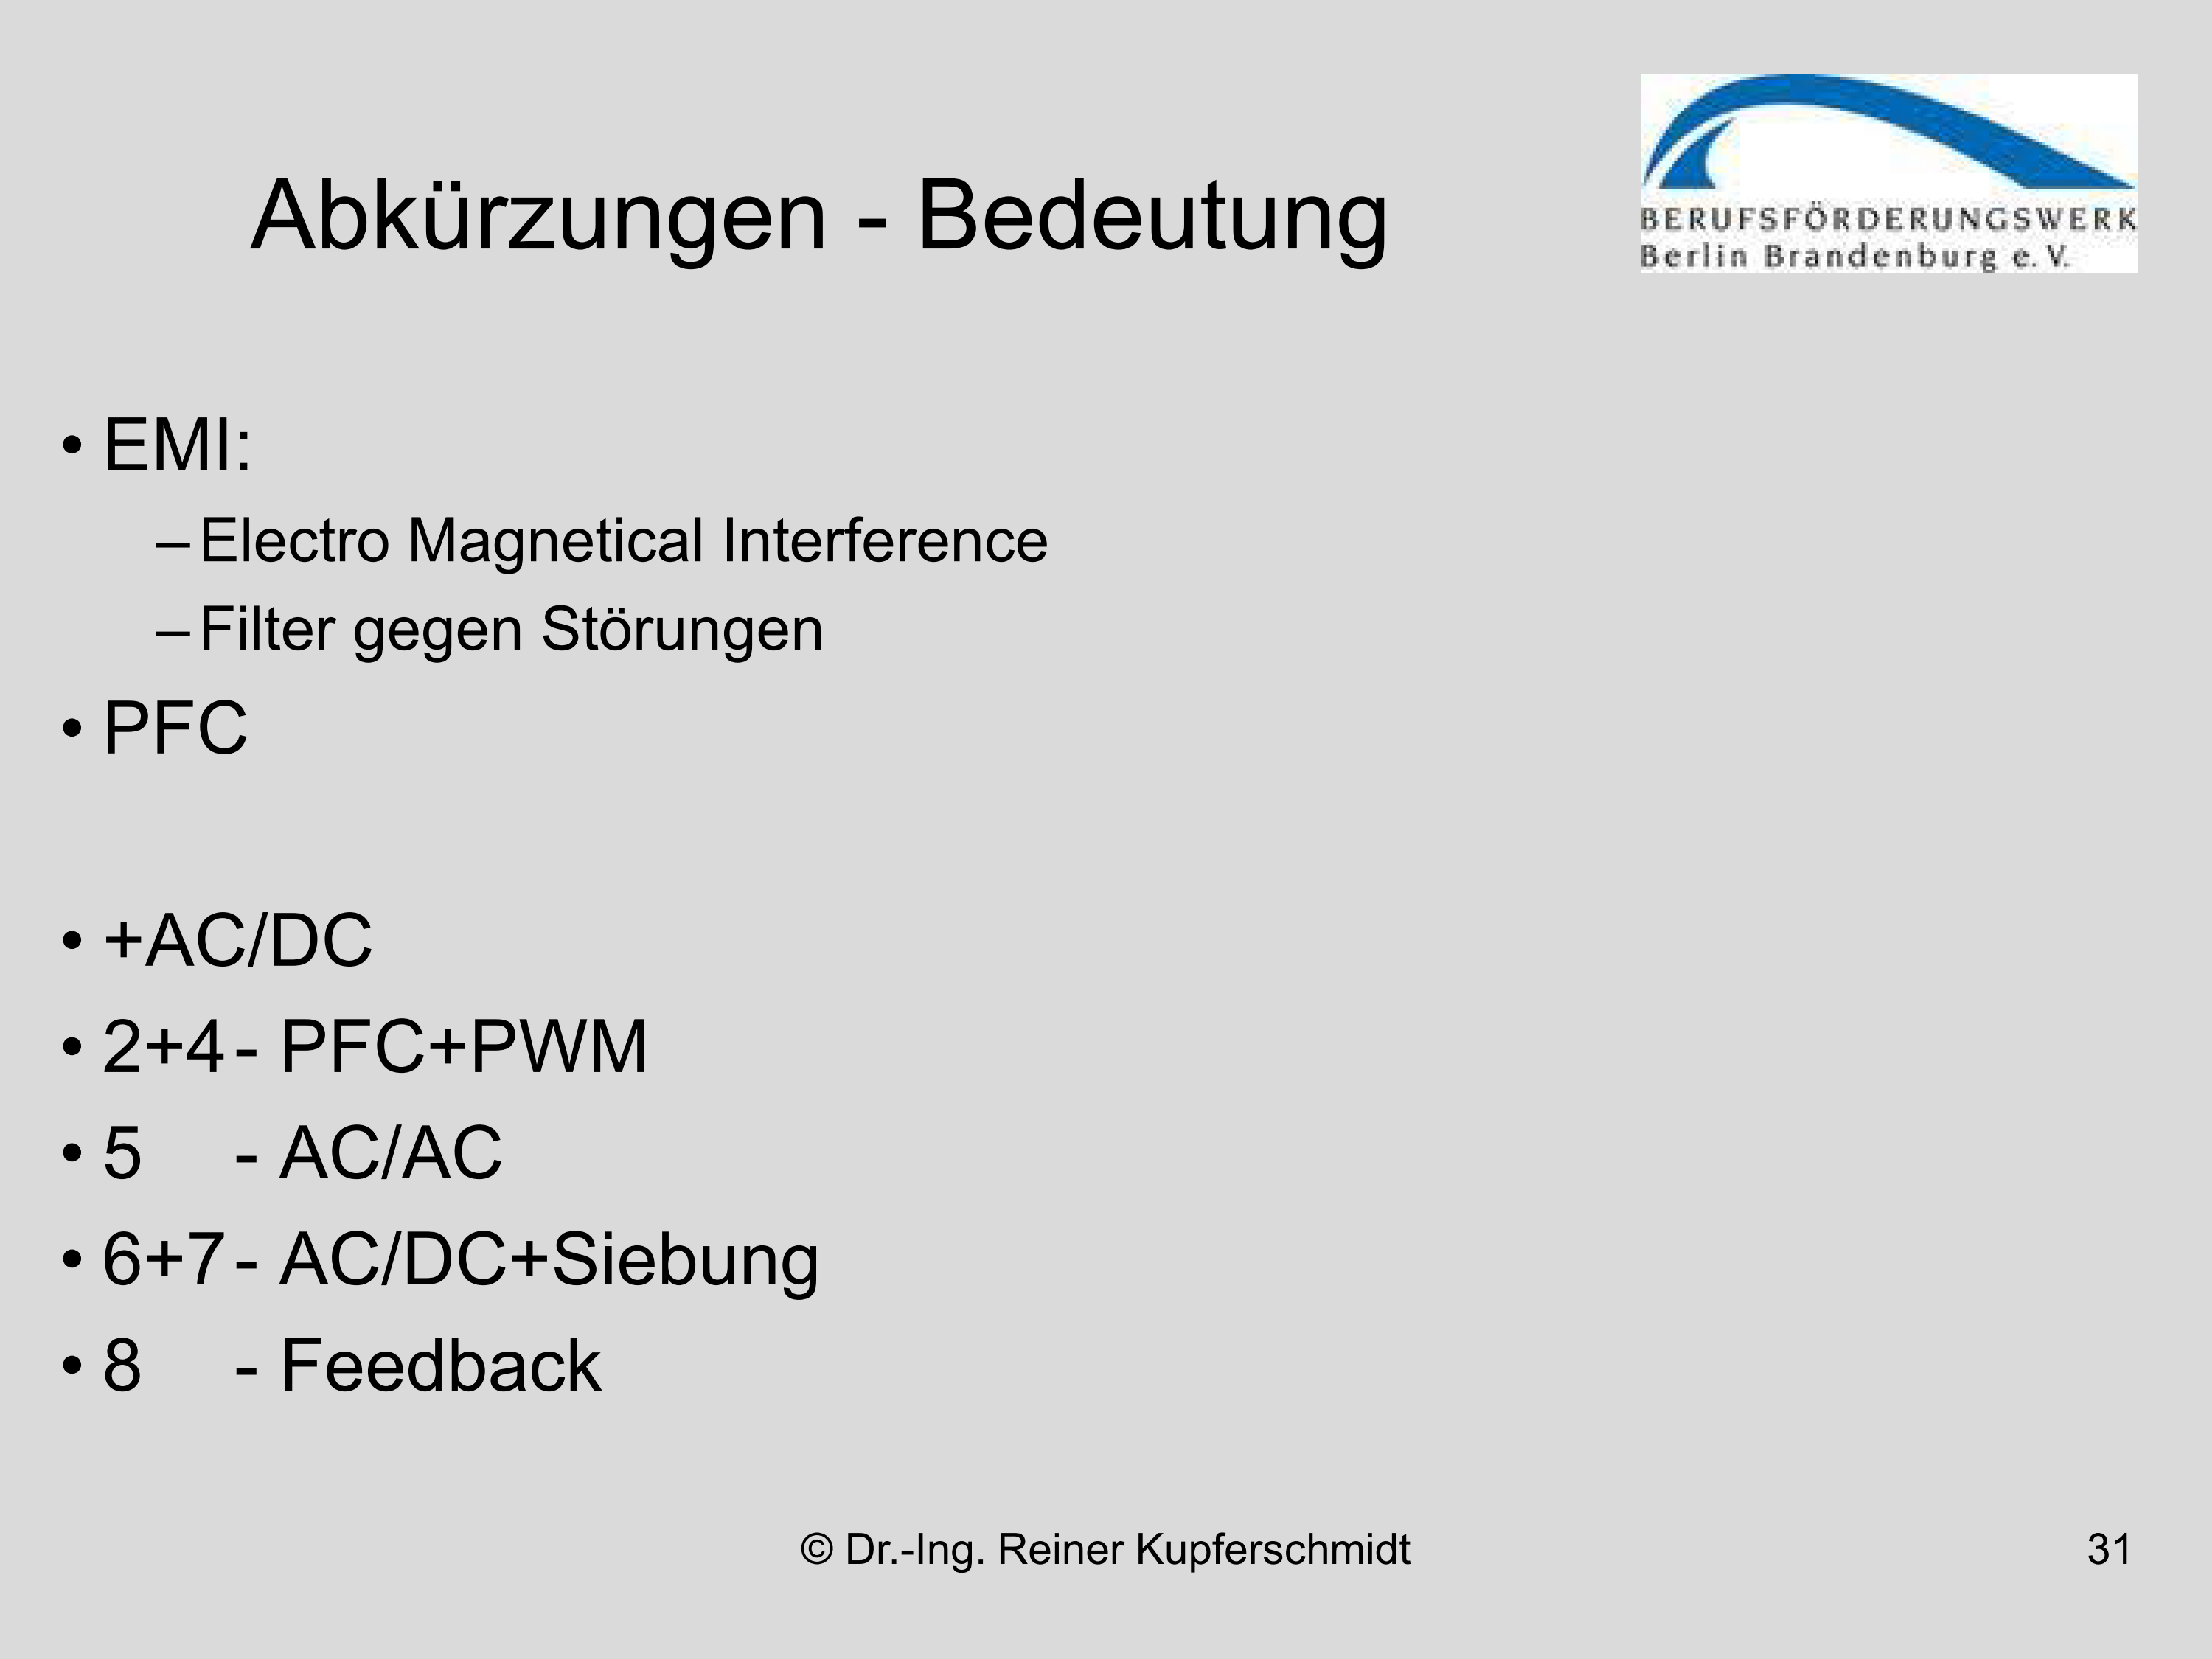 Abkürzungen - Bedeutung
BERUFSFÖRDERUNGSWERK
Berlin Brandenburg e. V.
• EMI:
– Electro Magnetical Interference
– Filter gegen Störungen
• PFC
• +AC/DC
• 2+4 - PFC+PWM
• 5 - AC/AC
• 6+7 - AC/DC+Siebung
• 8 - Feedback
© Dr.-Ing. Reiner Kupferschmidt
31